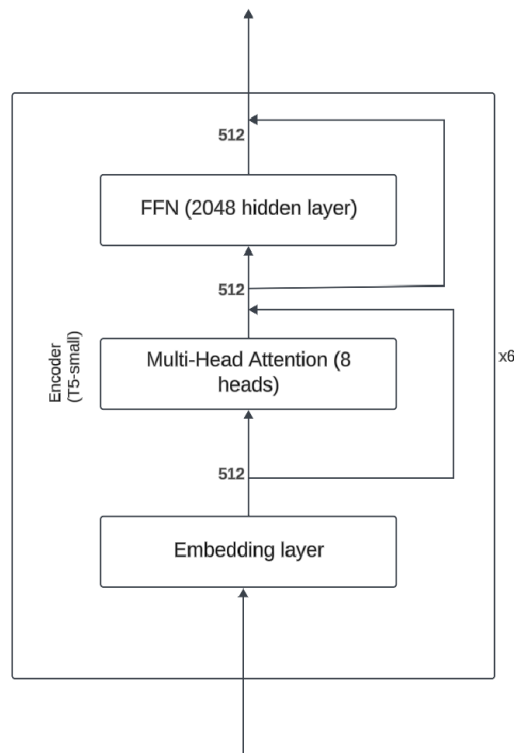 512
FFN (2048 hidden layer)
512
Encoder
(T5-small)
Multi-Head Attention (8
heads)
x6
512
Embedding layer